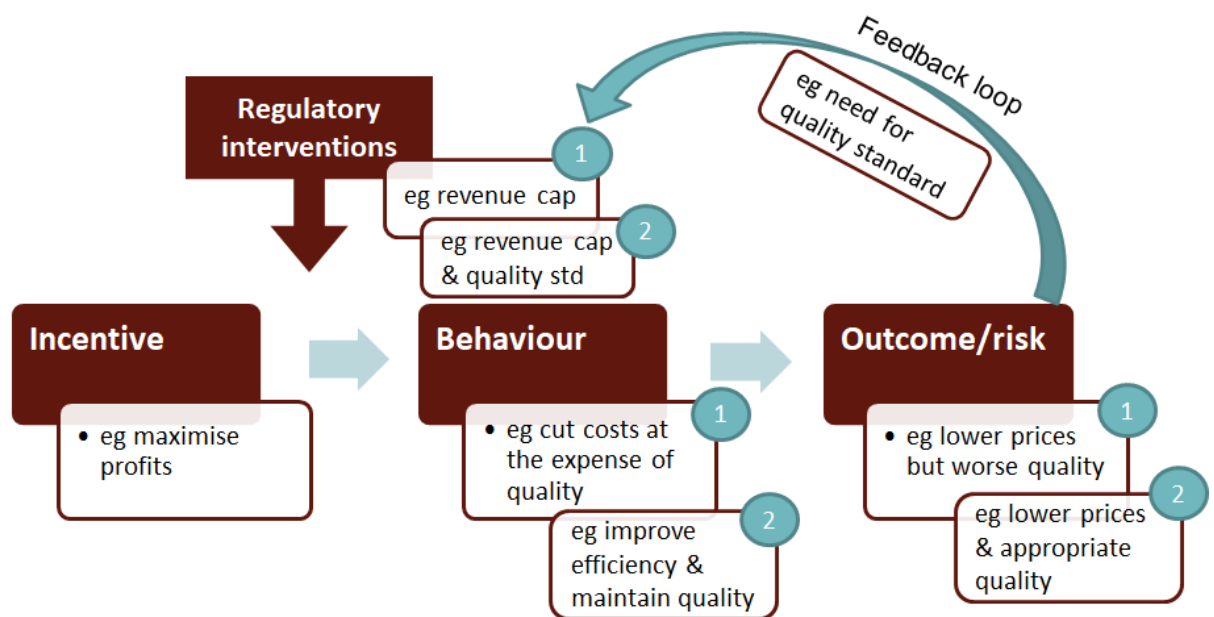 Feedback loop
eg need for
quality standard
Regulatory
interventions
1
eg revenue cap
2
eg revenue cap
& quality std
Incentive
• eg maximise
profits
Behaviour
1
• eg cut costs at
the expense of
quality
2
eg improve
efficiency &
maintain quality
Outcome/risk
1
• eg lower prices
but worse quality
2
eg lower prices
& appropriate
quality